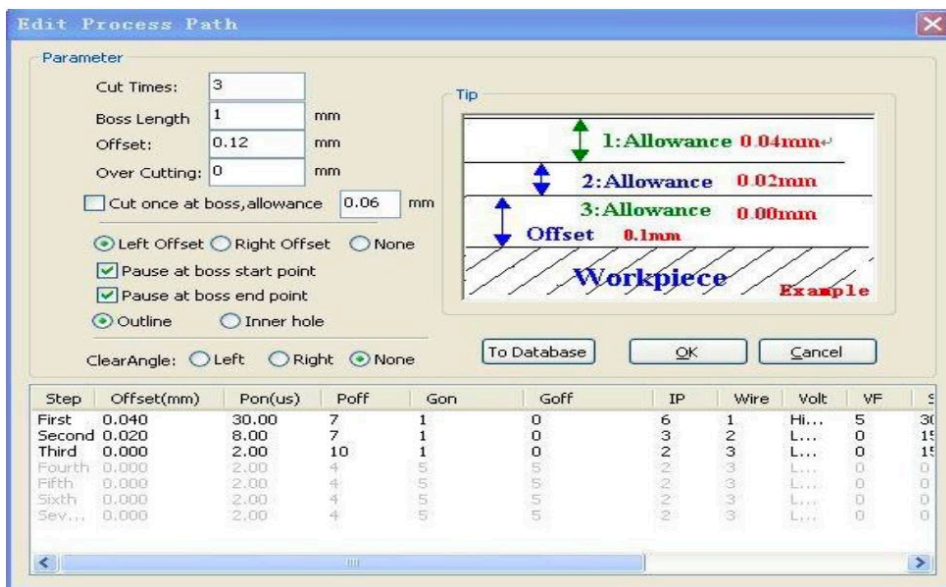 Edit Process Path
Parameter
Cut Times: 3
Boss Length 1 mm
Offset: 0.12 mm
Over Cutting: 0 mm
Cut once at boss,allowance 0.06 mm
Left Offset Right Offset None
Pause at boss start point
Pause at boss end point
Outline Inner hole
ClearAngle: Left Right None
Tip
1:Allowance 0.04mm↵
2:Allowance 0.02mm
3:Allowance 0.00mm
Offset 0.1mm
Workpiece
Example
To Database OK Cancel
Step Offset(mm) Pon(us) Poff Gon Goff IP Wire Volt VF S
First 0.040 30.00 7 1 0 6 1 Hi... 5 30
Second 0.020 8.00 7 1 0 3 2 L... 0 15
Third 0.000 2.00 10 1 0 2 3 L... 0 15
Fourth 0.000 2.00 4 5 5 2 3 L... 0 0
Fifth 0.000 2.00 4 5 5 2 3 L... 0 0
Sixth 0.000 2.00 4 5 5 2 3 L... 0 0
Sev... 0.000 2.00 4 5 5 2 3 L... 0 0